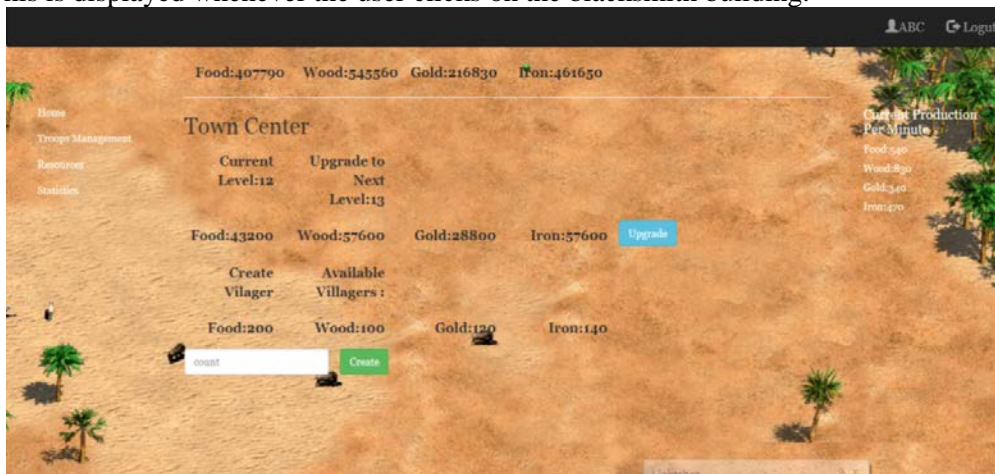 his is displayed whenever the user clicks on the blacksmith building.
ABC Logut
Food:407790 Wood:545560 Gold:216830 Iron:461650
Home
Troops Management
Resources
Statistics
Town Center
Current Level:12
Upgrade to Next Level:13
Food:43200 Wood:57600 Gold:28800 Iron:57600 Upgrade
Create Vilager
Available Villagers :
Food:200 Wood:100 Gold:120 Iron:140
count Create
Current Production
Per Minute
Food:540
Wood:830
Gold:340
Iron:470